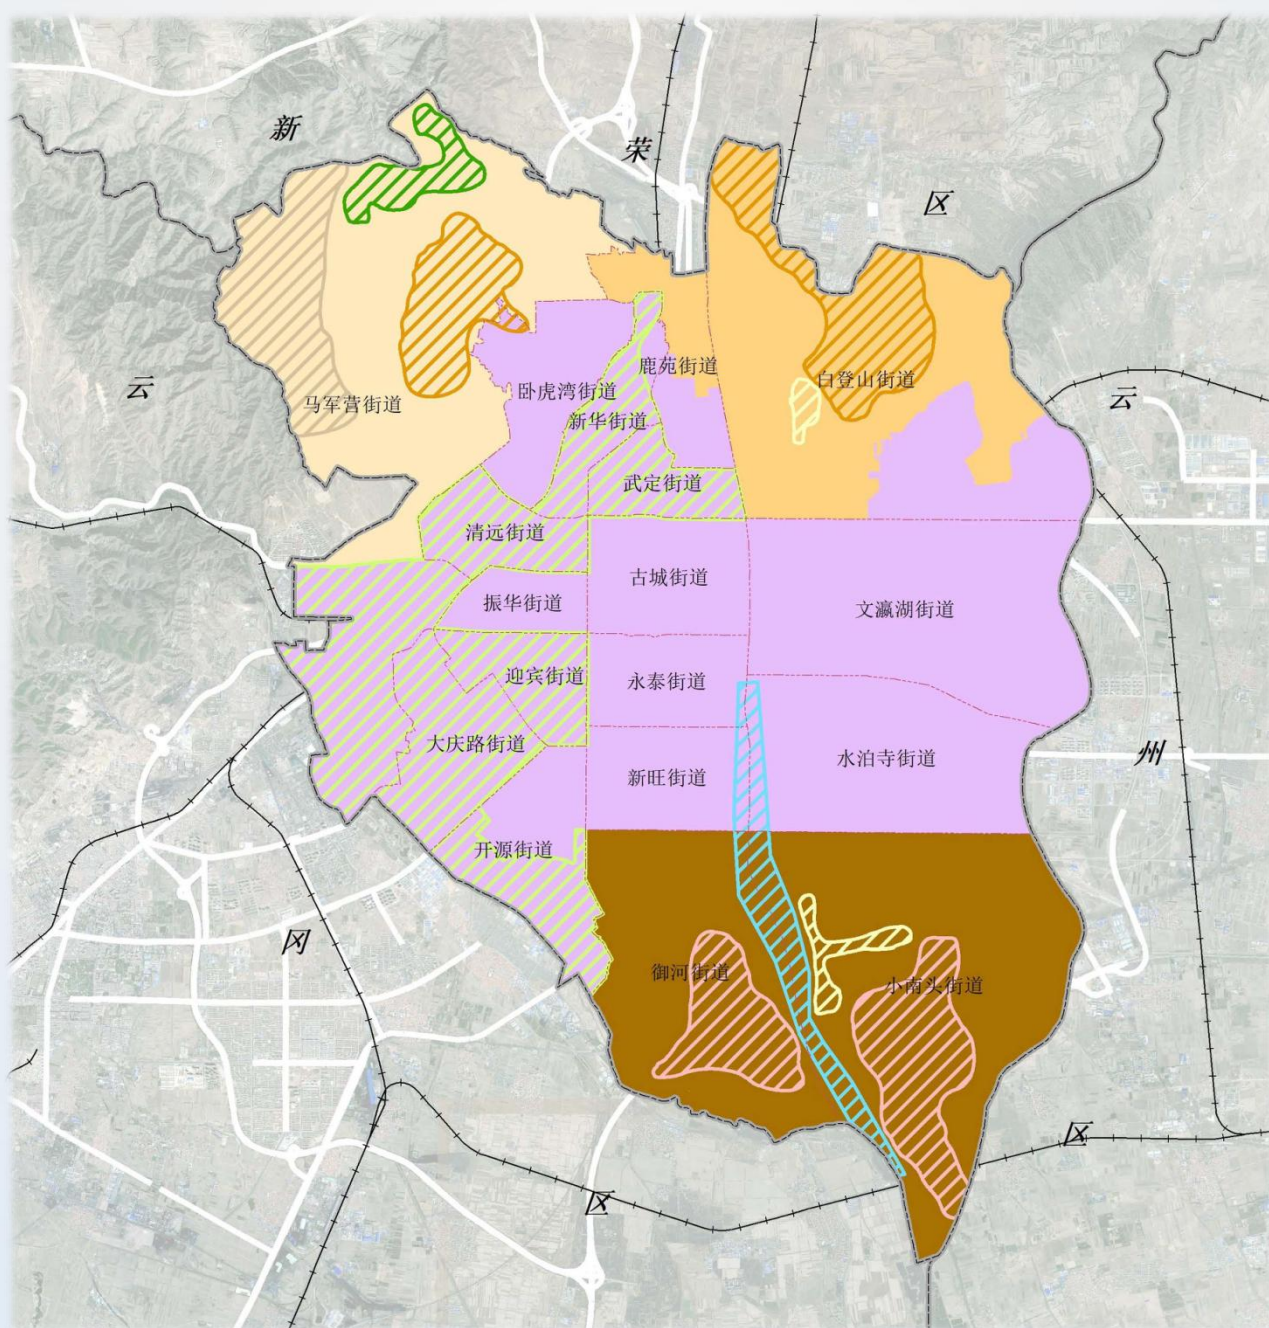 新
荣
区
云
云
鹿苑街道
白登山街道
卧虎湾街道
马军营街道
新华街道
武定街道
清远街道
古城街道
振华街道
文瀛湖街道
迎宾街道
永泰街道
大庆路街道
州
水泊寺街道
新旺街道
开源街道
冈
御河街道
小南头街道
区
区